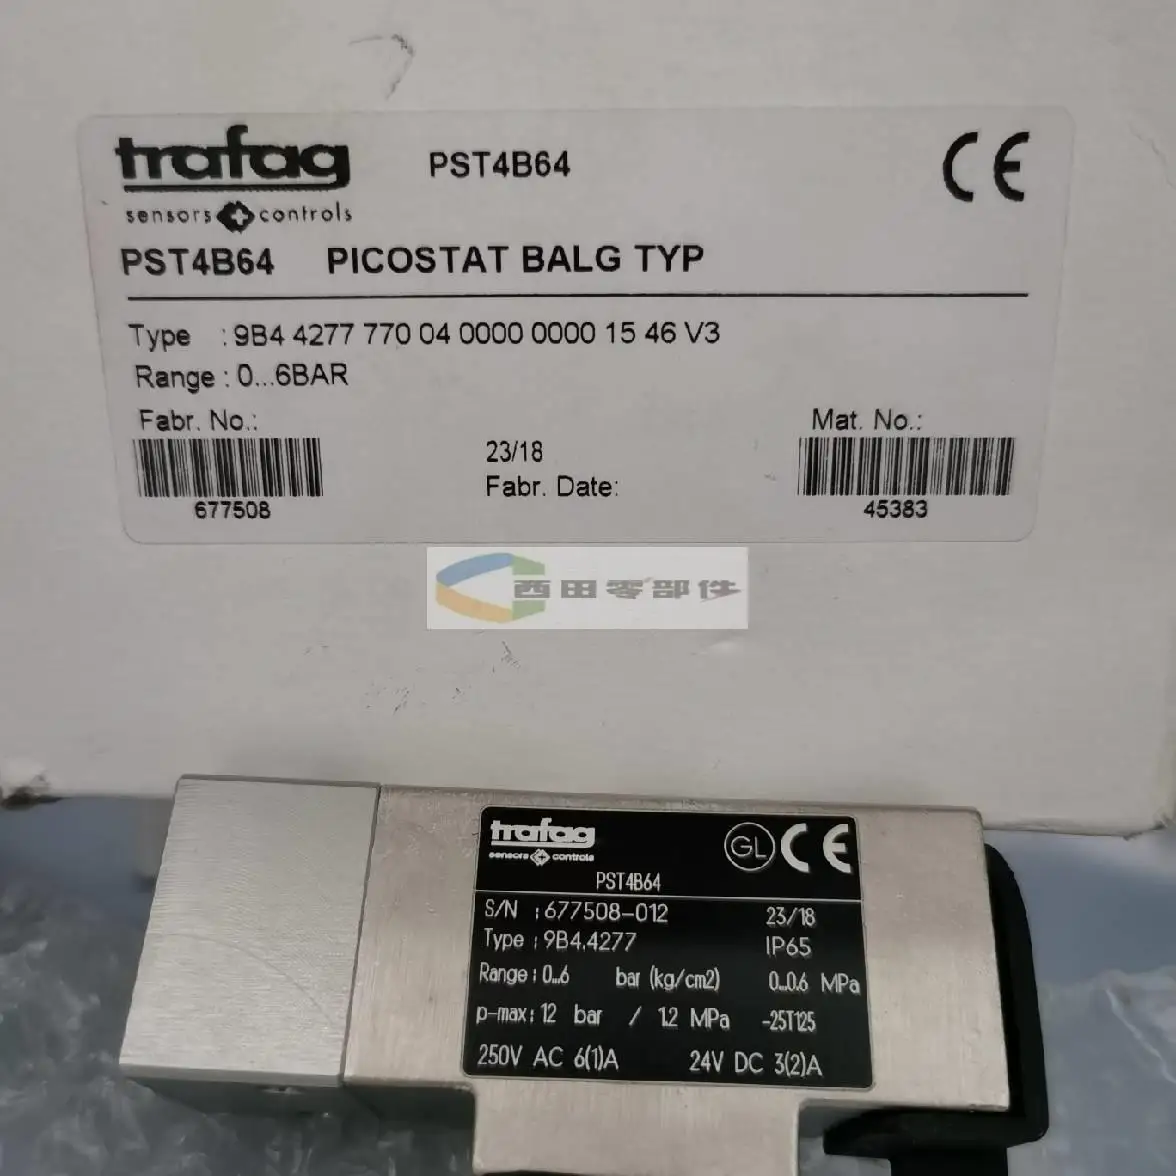 trafag PST4B64 CE
sensors controls
PST4B64 PICOSTAT BALG TYP
Type : 9B4 4277 770 04 0000 0000 15 46 V3
Range : 0...6BAR
Fabr. No.: Mat. No.:
23/18
Fabr. Date:
677508 45383
西田零部件
trafag GL CE
sensors controls
PST4B64
S/N : 677508-012 23/18
Type : 9B4.4277 IP65
Range : 0...6 bar (kg/cm2) 0...0.6 MPa
p-max: 12 bar / 1.2 MPa -25T125
250V AC 6(1)A 24V DC 3(2)A